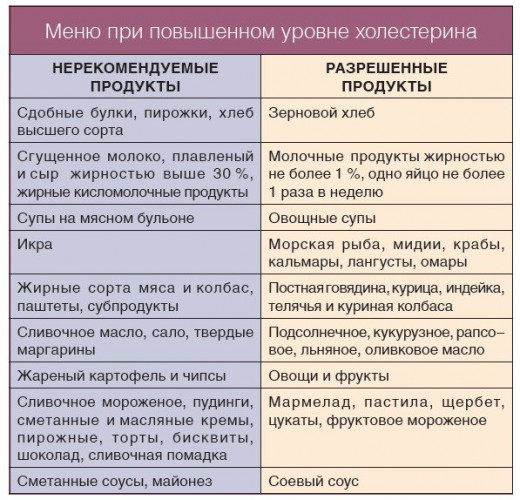 Меню при повышенном уровне холестерина
НЕРЕКОМЕНДУЕМЫЕ
ПРОДУКТЫ
РАЗРЕШЕННЫЕ
ПРОДУКТЫ
Сдобные булки, пирожки, хлеб
высшего сорта
Зерновой хлеб
Сгущенное молоко, плавленый
и сыр жирностью выше 30 %,
жирные кисломолочные продукты
Молочные продукты жирностью
не более 1 %, одно яйцо не более
1 раза в неделю
Супы на мясном бульоне
Овощные супы
Икра
Морская рыба, мидии, крабы,
кальмары, лангусты, омары
Жирные сорта мяса и колбас,
паштеты, субпродукты
Постная говядина, курица, индейка,
телячья и куриная колбаса
Сливочное масло, сало, твердые
маргарины
Подсолнечное, кукурузное, рапсо–
вое, льняное, оливковое масло
Жареный картофель и чипсы
Овощи и фрукты
Сливочное мороженое, пудинги,
сметанные и масляные кремы,
пирожные, торты, бисквиты,
шоколад, сливочная помадка
Мармелад, пастила, щербет,
цукаты, фруктовое мороженое
Сметанные соусы, майонез
Соевый соус